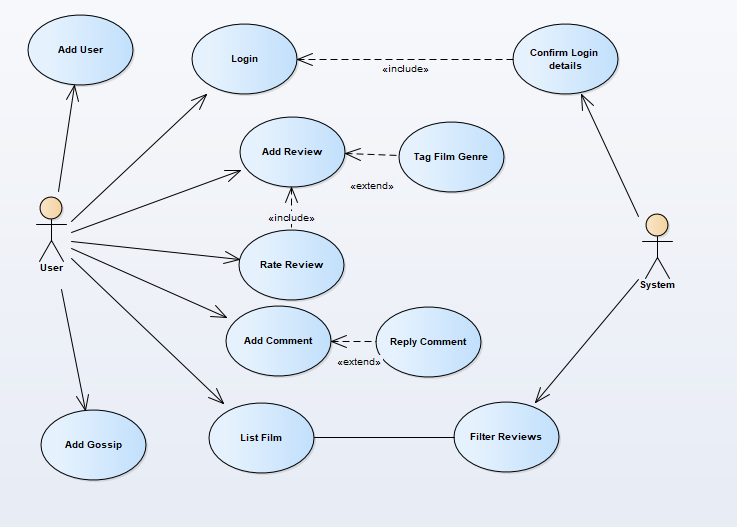 Add User
Login
Confirm Login
details
«include»
Add Review
Tag Film Genre
«extend»
«include»
User
Rate Review
System
Add Comment
Reply Comment
«extend»
Add Gossip
List Film
Filter Reviews